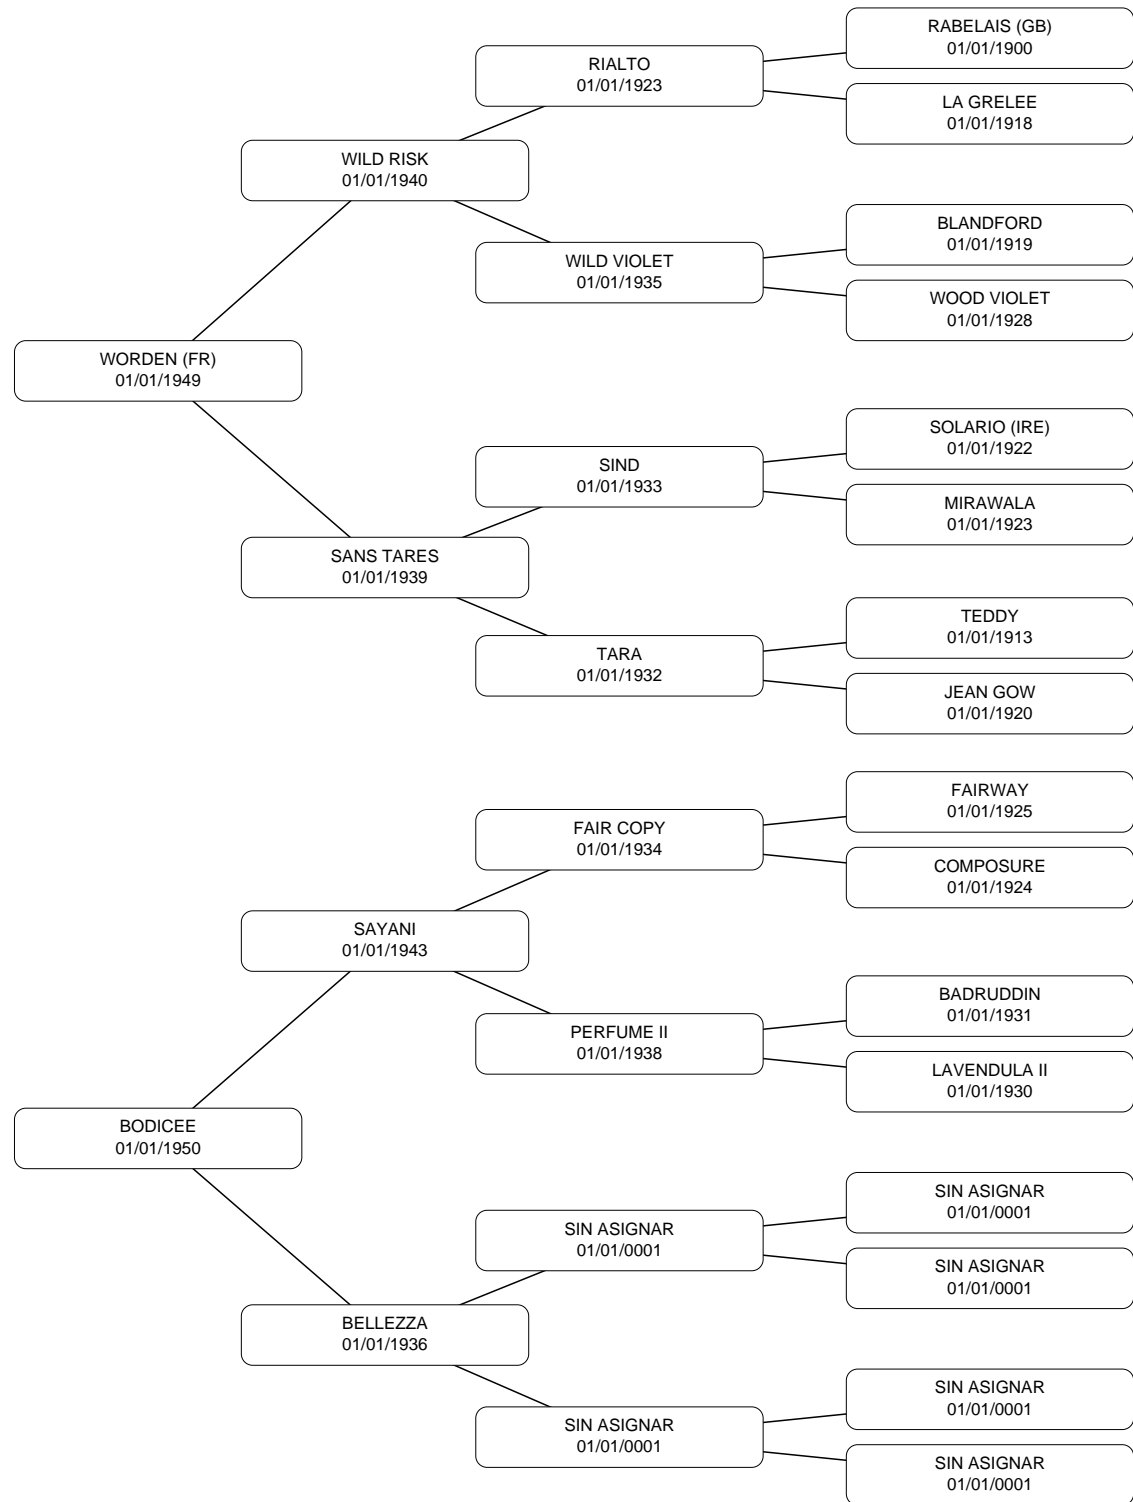 RABELAIS (GB)
01/01/1900
RIALTO
01/01/1923
LA GRELEE
01/01/1918
WILD RISK
01/01/1940
BLANDFORD
01/01/1919
WILD VIOLET
01/01/1935
WOOD VIOLET
01/01/1928
WORDEN (FR)
01/01/1949
SOLARIO (IRE)
01/01/1922
SIND
01/01/1933
MIRAWALA
01/01/1923
SANS TARES
01/01/1939
TEDDY
01/01/1913
TARA
01/01/1932
JEAN GOW
01/01/1920
FAIRWAY
01/01/1925
FAIR COPY
01/01/1934
COMPOSURE
01/01/1924
SAYANI
01/01/1943
BADRUDDIN
01/01/1931
PERFUME II
01/01/1938
LAVENDULA II
01/01/1930
BODICEE
01/01/1950
SIN ASIGNAR
01/01/0001
SIN ASIGNAR
01/01/0001
SIN ASIGNAR
01/01/0001
BELLEZZA
01/01/1936
SIN ASIGNAR
01/01/0001
SIN ASIGNAR
01/01/0001
SIN ASIGNAR
01/01/0001